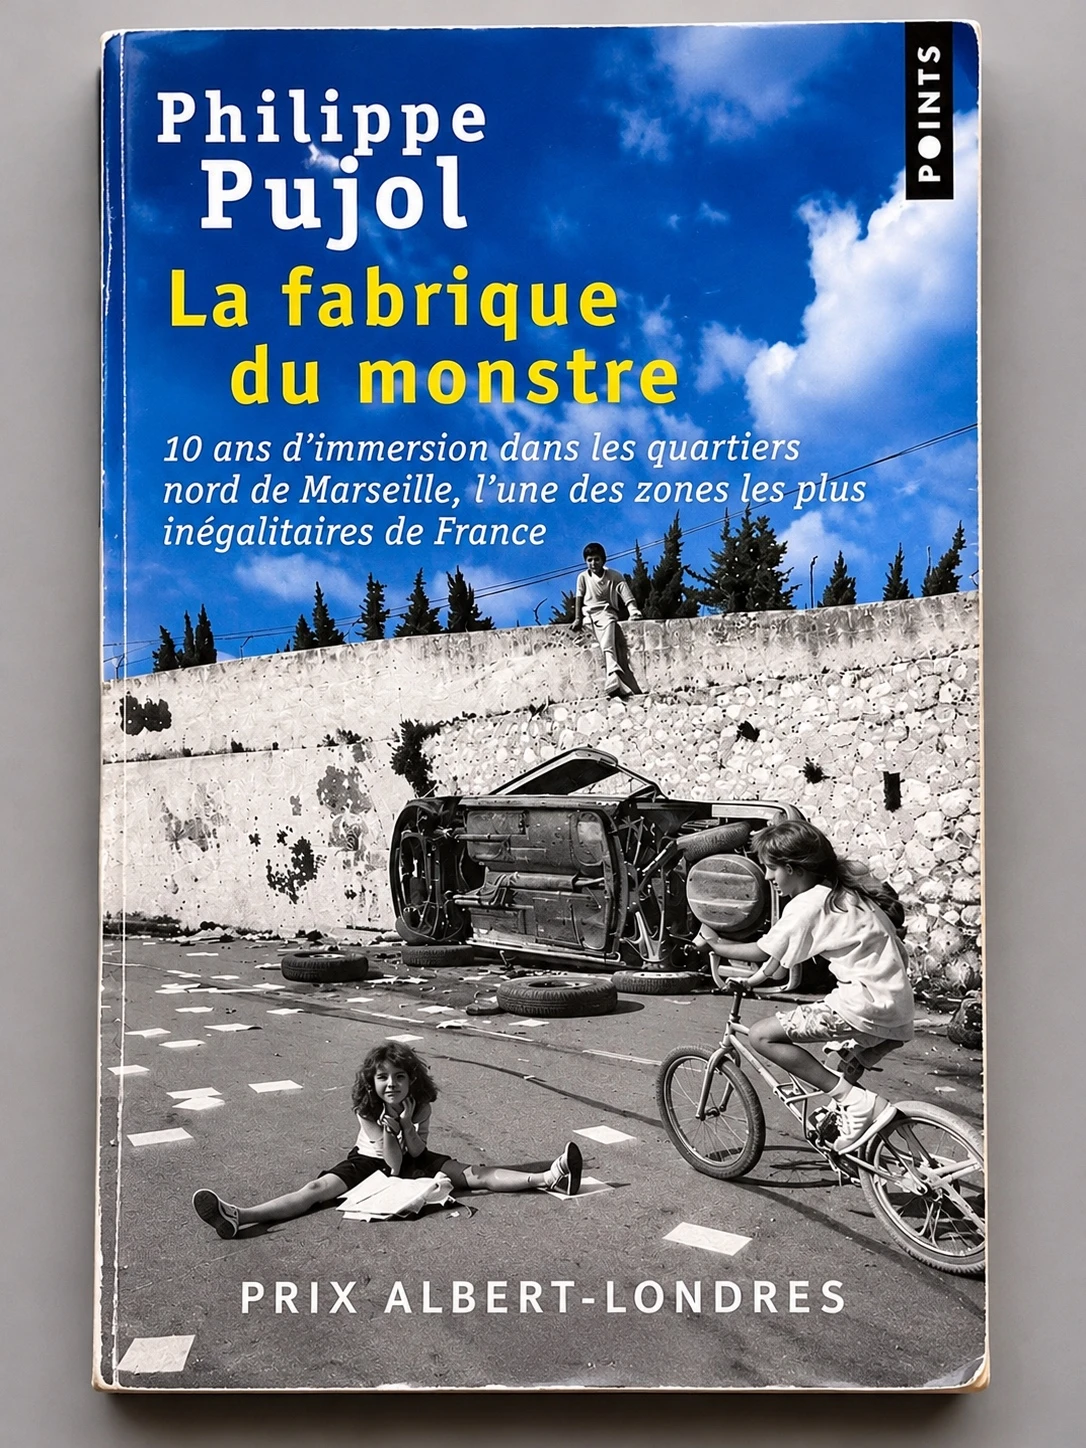 POINTS
Philippe
Pujol
La fabrique
du monstre
10 ans d’immersion dans les quartiers
nord de Marseille, l’une des zones les plus
inégalitaires de France
PRIX ALBERT-LONDRES